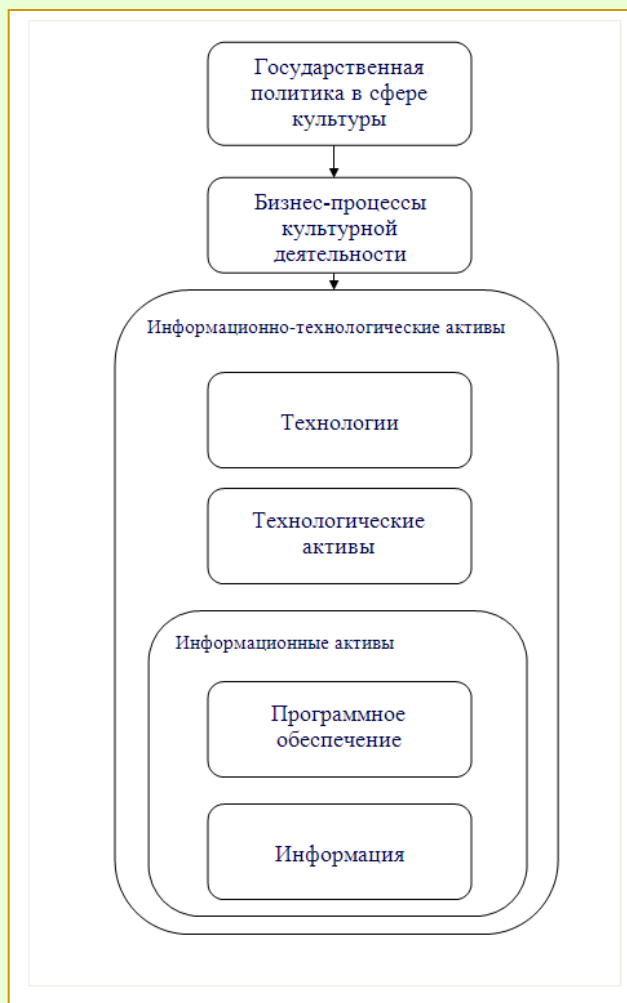 Государственная
политика в сфере
культуры
Бизнес-процессы
культурной
деятельности
Информационно-технологические активы
Технологии
Технологические
активы
Информационные активы
Программное
обеспечение
Информация